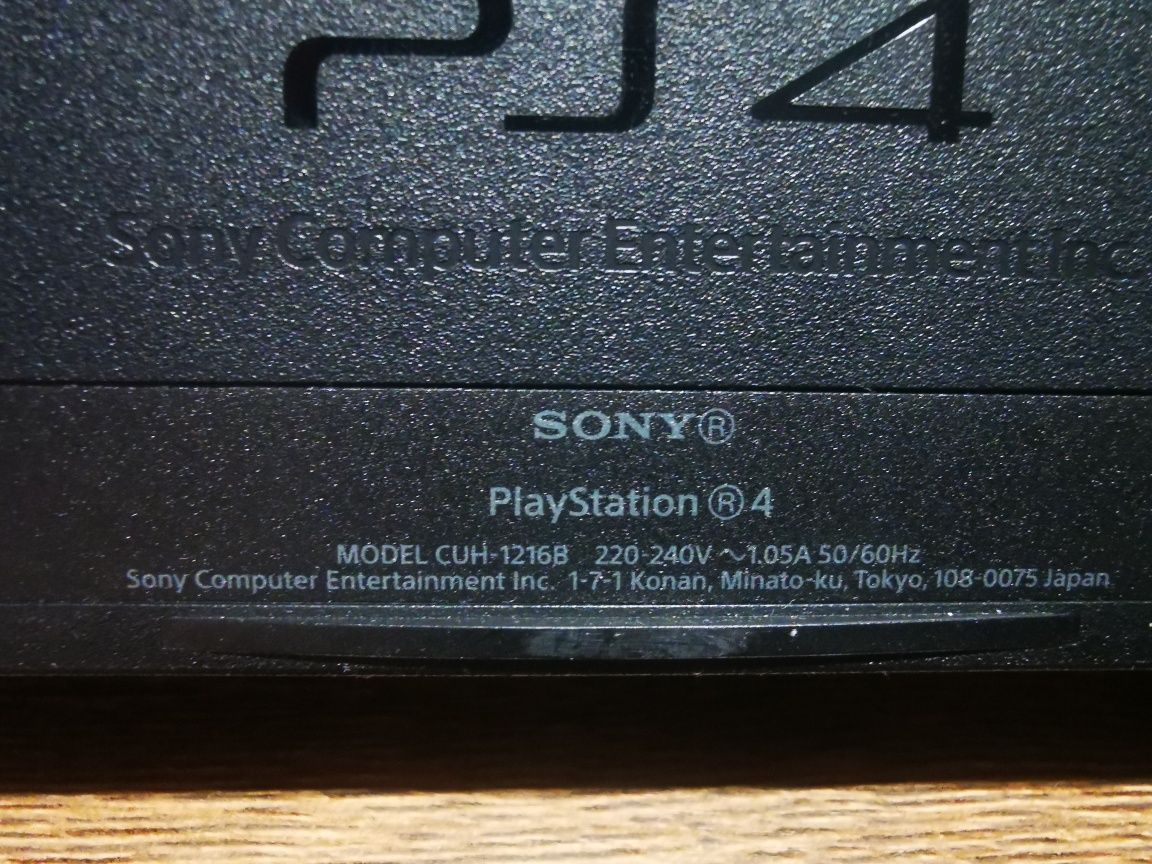 PS4
Sony Computer Entertainment Inc
SONY®
PlayStation ®4
MODEL CUH-1216B 220-240V ～1.05A 50/60Hz
Sony Computer Entertainment Inc. 1-7-1 Konan, Minato-ku, Tokyo, 108-0075 Japan